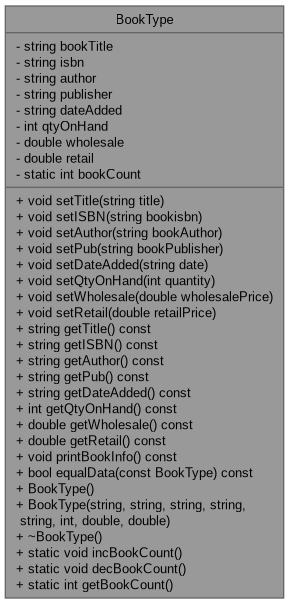 BookType
- string bookTitle
- string isbn
- string author
- string publisher
- string dateAdded
- int qtyOnHand
- double wholesale
- double retail
- static int bookCount
+ void setTitle(string title)
+ void setISBN(string bookisbn)
+ void setAuthor(string bookAuthor)
+ void setPub(string bookPublisher)
+ void setDateAdded(string date)
+ void setQtyOnHand(int quantity)
+ void setWholesale(double wholesalePrice)
+ void setRetail(double retailPrice)
+ string getTitle() const
+ string getISBN() const
+ string getAuthor() const
+ string getPub() const
+ string getDateAdded() const
+ int getQtyOnHand() const
+ double getWholesale() const
+ double getRetail() const
+ void printBookInfo() const
+ bool equalData(const BookType) const
+ BookType()
+ BookType(string, string, string, string,
string, int, double, double)
+ ~BookType()
+ static void incBookCount()
+ static void decBookCount()
+ static int getBookCount()